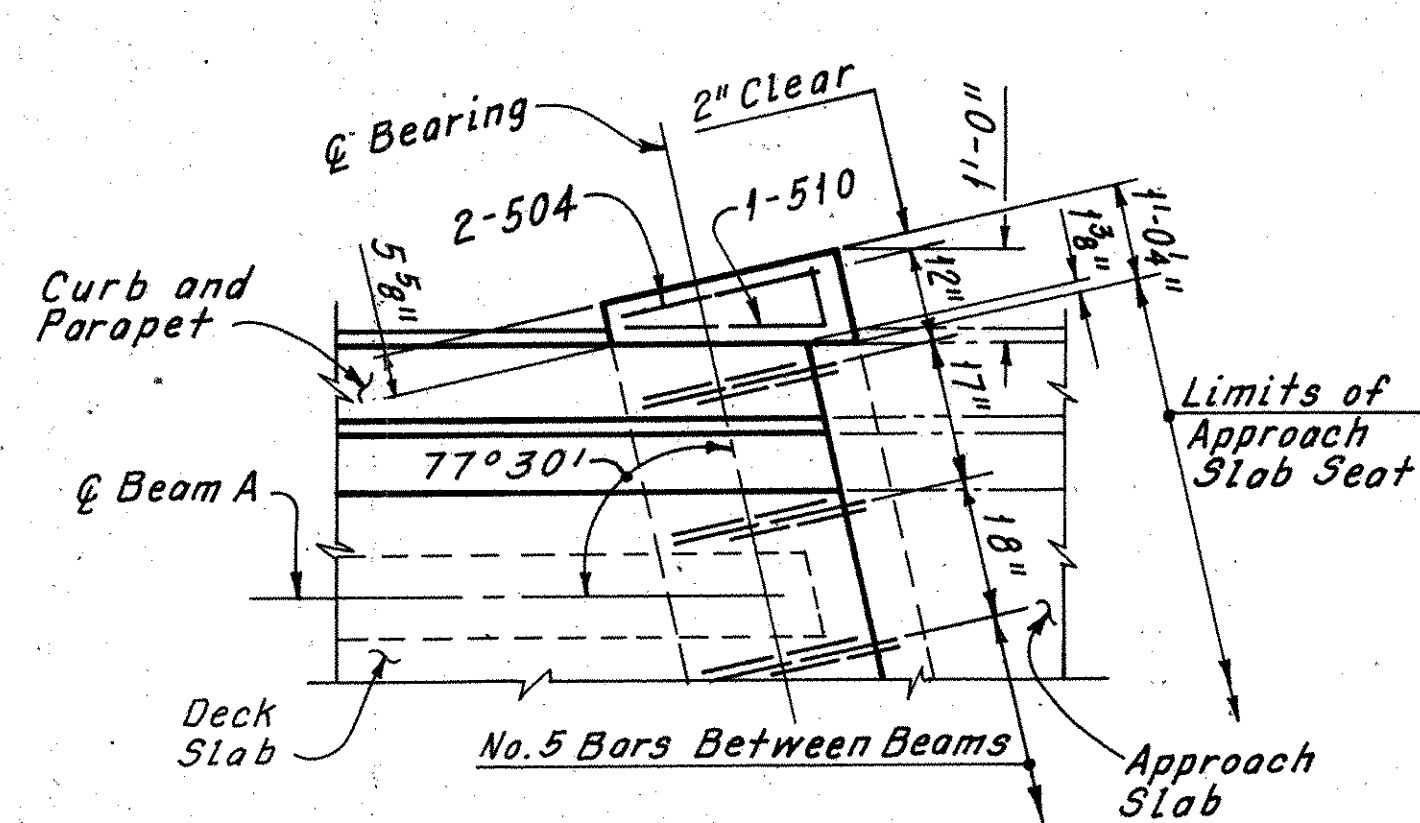 2" Clear
1'-0"
℄ Bearing
2-504
1-510
1'-0¼"
1⅜"
5⅝"
12"
Curb and
Parapet
17"
Limits of
Approach
Slab Seat
77°30'
℄ Beam A
18"
Deck
Slab
No. 5 Bars Between Beams
Approach
Slab